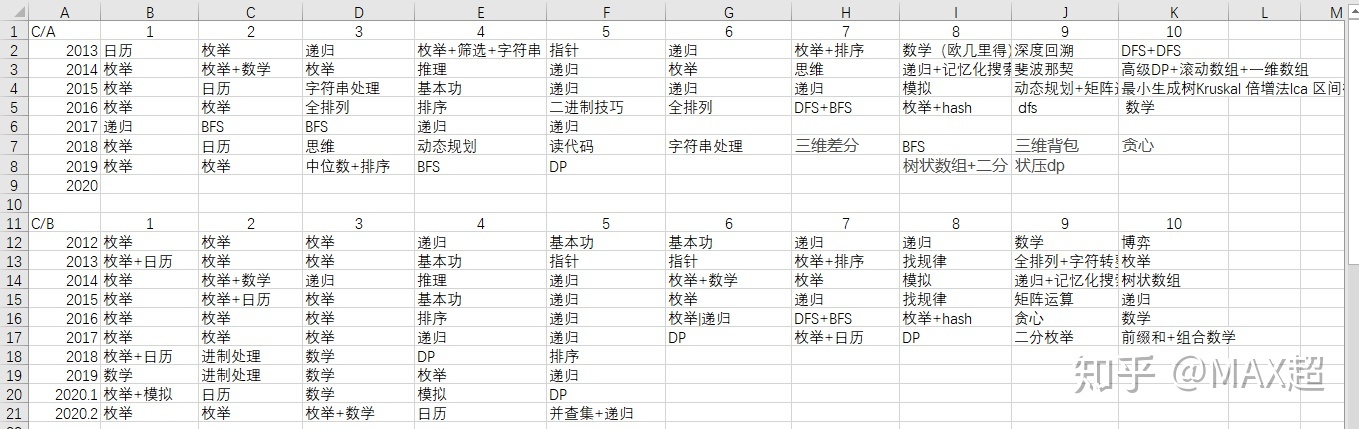 A B C D E F G H I J K L M
1 C/A 1 2 3 4 5 6 7 8 9 10
2 2013 日历 枚举 递归 枚举+筛选+字符串 指针 递归 枚举+排序 数学（欧几里得） 深度回溯 DFS+DFS
3 2014 枚举 枚举+数学 枚举 推理 递归 枚举 思维 递归+记忆化搜索 斐波那契 高级DP+滚动数组+一维数组
4 2015 枚举 日历 字符串处理 基本功 递归 递归 递归 模拟 动态规划+矩阵 最小生成树Kruskal 倍增法lca 区间
5 2016 枚举 枚举 全排列 排序 二进制技巧 全排列 DFS+BFS 枚举+hash dfs 数学
6 2017 递归 BFS BFS 递归 递归
7 2018 枚举 日历 思维 动态规划 读代码 字符串处理 三维差分 BFS 三维背包 贪心
8 2019 枚举 枚举 中位数+排序 BFS DP 树状数组+二分 状压dp
9 2020
10
11 C/B 1 2 3 4 5 6 7 8 9 10
12 2012 枚举 枚举 枚举 递归 基本功 基本功 递归 递归 数学 博弈
13 2013 枚举+日历 枚举 枚举 基本功 指针 指针 枚举+排序 找规律 全排列+字符转 枚举
14 2014 枚举 枚举+数学 递归 推理 递归 枚举+数学 枚举 模拟 递归+记忆化搜索 树状数组
15 2015 枚举 枚举+日历 枚举 基本功 递归 枚举 递归 找规律 矩阵运算 递归
16 2016 枚举 枚举 枚举 排序 递归 枚举|递归 DFS+BFS 枚举+hash 贪心 数学
17 2017 枚举 枚举 枚举 递归 递归 DP 枚举+日历 DP 二分枚举 前缀和+组合数学
18 2018 枚举+日历 进制处理 数学 DP 排序
19 2019 数学 进制处理 数学 枚举 递归
20 2020.1 枚举+模拟 日历 数学 模拟 DP
21 2020.2 枚举 枚举 枚举+数学 日历 并查集+递归
知乎 @MAX超